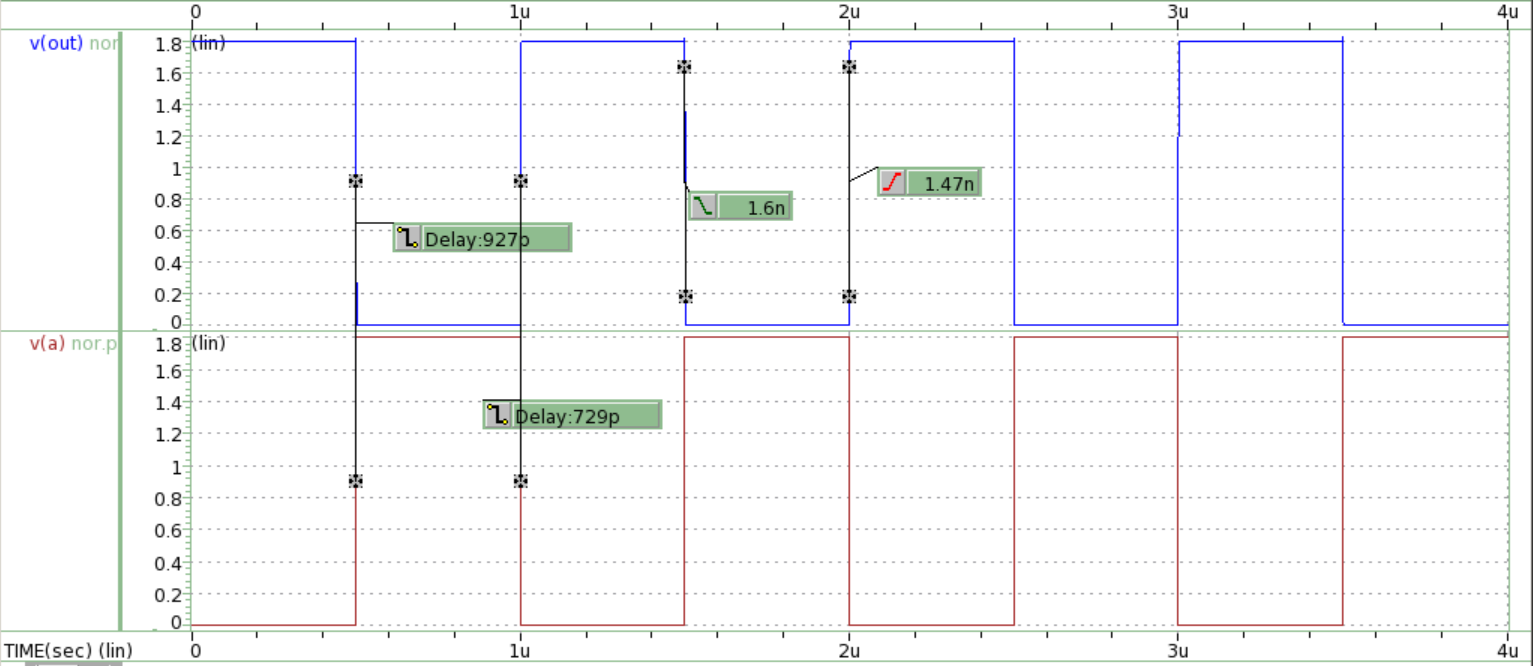 0 1u 2u 3u 4u
v(out) nor
(lin)
1.8
1.6
1.4
1.2
1
0.8
0.6
0.4
0.2
0
1.47n
1.6n
Delay:927p
v(a) nor.p
(lin)
1.8
1.6
1.4
1.2
1
0.8
0.6
0.4
0.2
0
Delay:729p
TIME(sec) (lin) 0 1u 2u 3u 4u